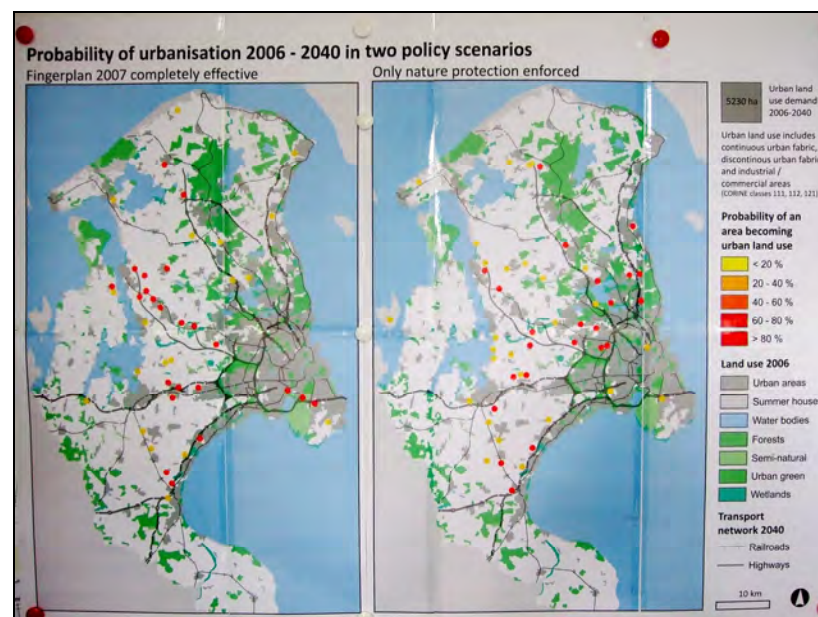 Probability of urbanisation 2006 - 2040 in two policy scenarios
Fingerplan 2007 completely effective
Only nature protection enforced
5230 ha
Urban land
use demand
2006-2040
Urban land use includes
continuous urban fabric,
discontinous urban fabric
and industrial /
commercial areas
(CORINE classes 111, 112, 121)
Probability of an
area becoming
urban land use
< 20 %
20 - 40 %
40 - 60 %
60 - 80 %
> 80 %
Land use 2006
Urban areas
Summer house
Water bodies
Forests
Semi-natural
Urban green
Wetlands
Transport
network 2040
Railroads
Highways
10 km